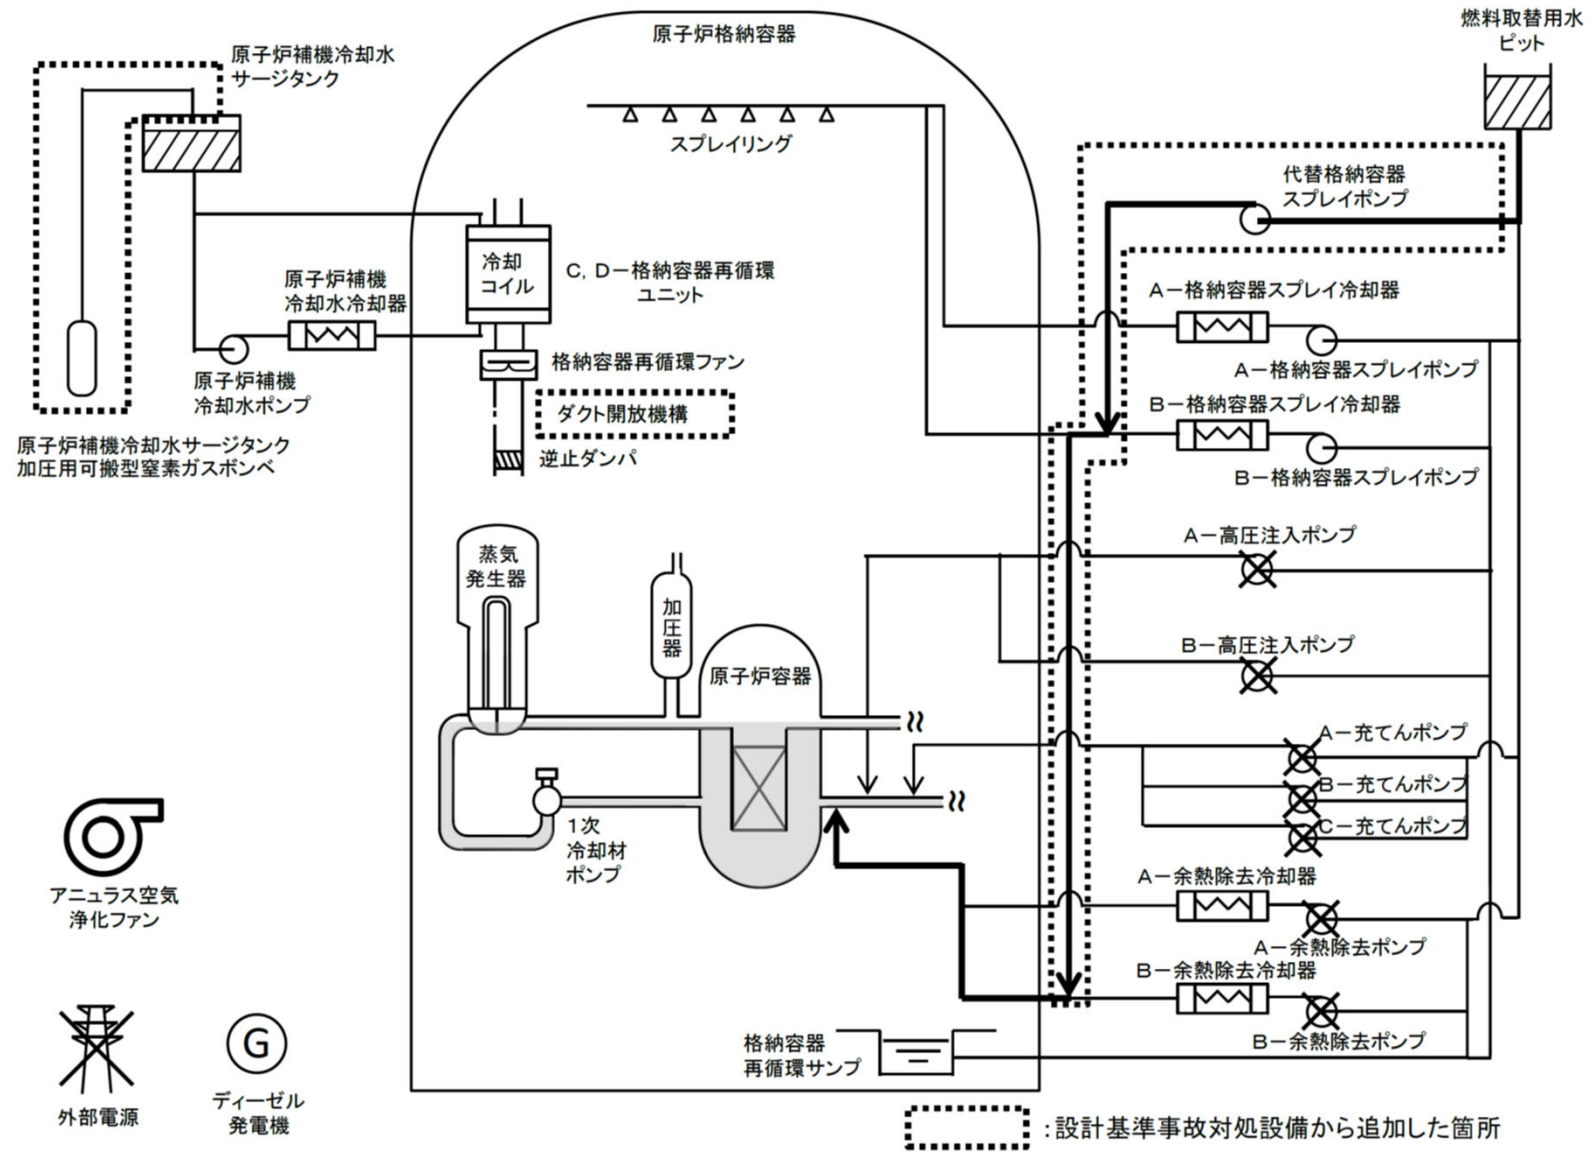 燃料取替用水
ピット
原子炉格納容器
原子炉補機冷却水
サージタンク
スプレイリング
代替格納容器
スプレイポンプ
冷却
コイル
C, D－格納容器再循環
ユニット
原子炉補機
冷却水冷却器
A－格納容器スプレイ冷却器
格納容器再循環ファン
A－格納容器スプレイポンプ
原子炉補機
冷却水ポンプ
ダクト開放機構
B－格納容器スプレイ冷却器
原子炉補機冷却水サージタンク
加圧用可搬型窒素ガスボンベ
逆止ダンパ
B－格納容器スプレイポンプ
A－高圧注入ポンプ
蒸気
発生器
加
圧
器
B－高圧注入ポンプ
原子炉容器
A－充てんポンプ
B－充てんポンプ
C－充てんポンプ
1次
冷却材
ポンプ
アニュラス空気
浄化ファン
A－余熱除去冷却器
A－余熱除去ポンプ
B－余熱除去冷却器
B－余熱除去ポンプ
格納容器
再循環サンプ
外部電源
G
ディーゼル
発電機
：設計基準事故対処設備から追加した箇所